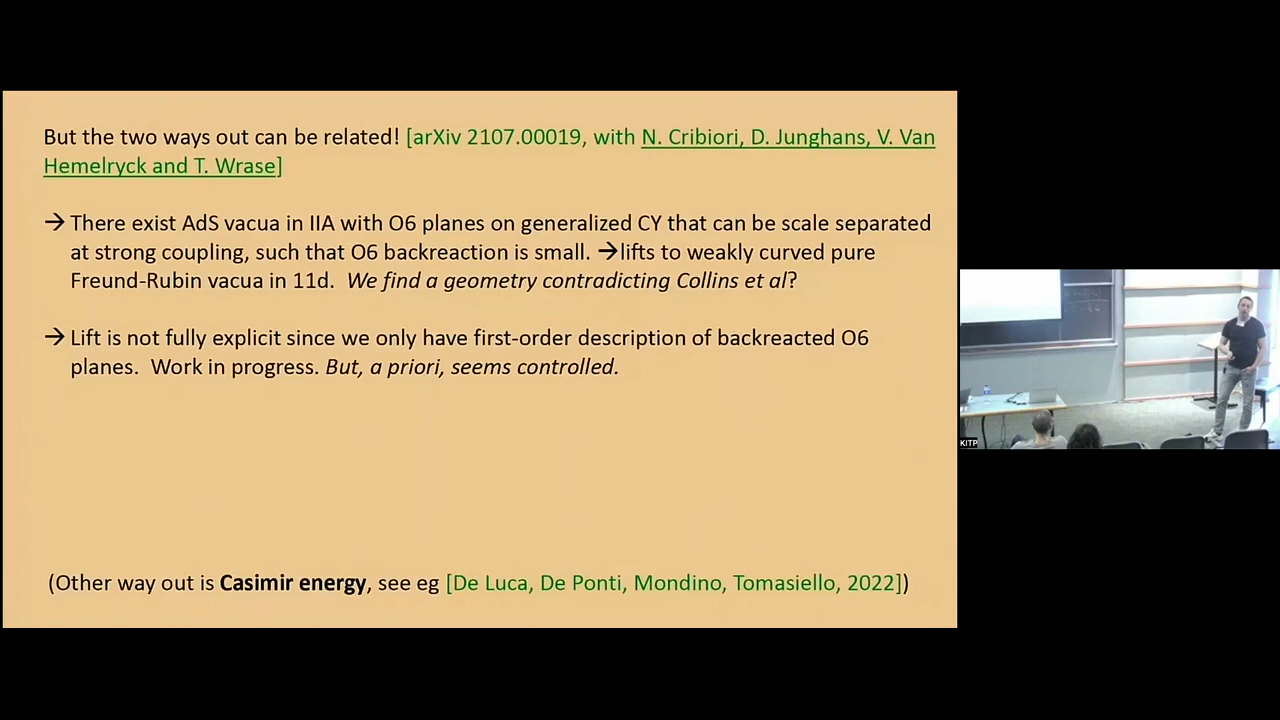 But the two ways out can be related! [arXiv 2107.00019, with N. Cribiori, D. Junghans, V. Van
Hemelryck and T. Wrase]
→ There exist AdS vacua in IIA with O6 planes on generalized CY that can be scale separated
at strong coupling, such that O6 backreaction is small. →lifts to weakly curved pure
Freund-Rubin vacua in 11d. We find a geometry contradicting Collins et al?
→ Lift is not fully explicit since we only have first-order description of backreacted O6
planes. Work in progress. But, a priori, seems controlled.
(Other way out is Casimir energy, see eg [De Luca, De Ponti, Mondino, Tomasiello, 2022])
KITP